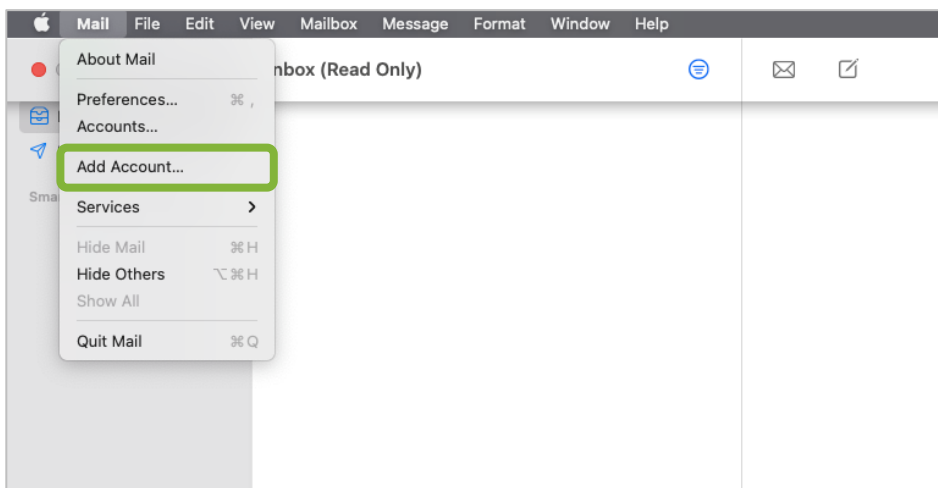 Mail File Edit View Mailbox Message Format Window Help
About Mail
nbox (Read Only)
Preferences... ⌘ ,
Accounts...
Add Account...
Smar
Services >
Hide Mail ⌘H
Hide Others ⌥⌘H
Show All
Quit Mail ⌘Q